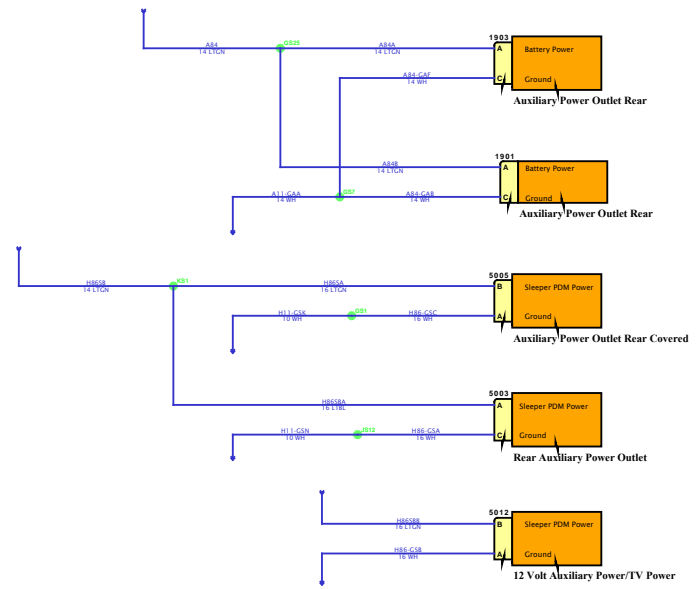 1903
A84
14 LTGN
GS25
A84A
14 LTGN
A
Battery Power
A84-GAF
14 WH
C
Ground
Auxiliary Power Outlet Rear
1901
A84B
14 LTGN
A
Battery Power
A11-GAA
14 WH
GS7
A84-GAB
14 WH
C
Ground
Auxiliary Power Outlet Rear
5005
H86SB
14 LTGN
KS1
H86SA
16 LTGN
B
Sleeper PDM Power
H11-GSK
10 WH
GS1
H86-GSC
16 WH
A
Ground
Auxiliary Power Outlet Rear Covered
5003
H86SBA
16 LTBL
A
Sleeper PDM Power
H11-GSN
10 WH
JS12
H86-GSA
16 WH
C
Ground
Rear Auxiliary Power Outlet
5012
H86SBB
16 LTGN
B
Sleeper PDM Power
H86-GSB
16 WH
A
Ground
12 Volt Auxiliary Power/TV Power